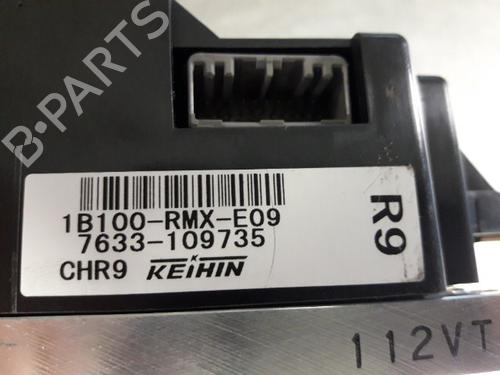 B-PARTS
1B100-RMX-E09
7633-109735
CHR9 KEIHIN
R9
112VT